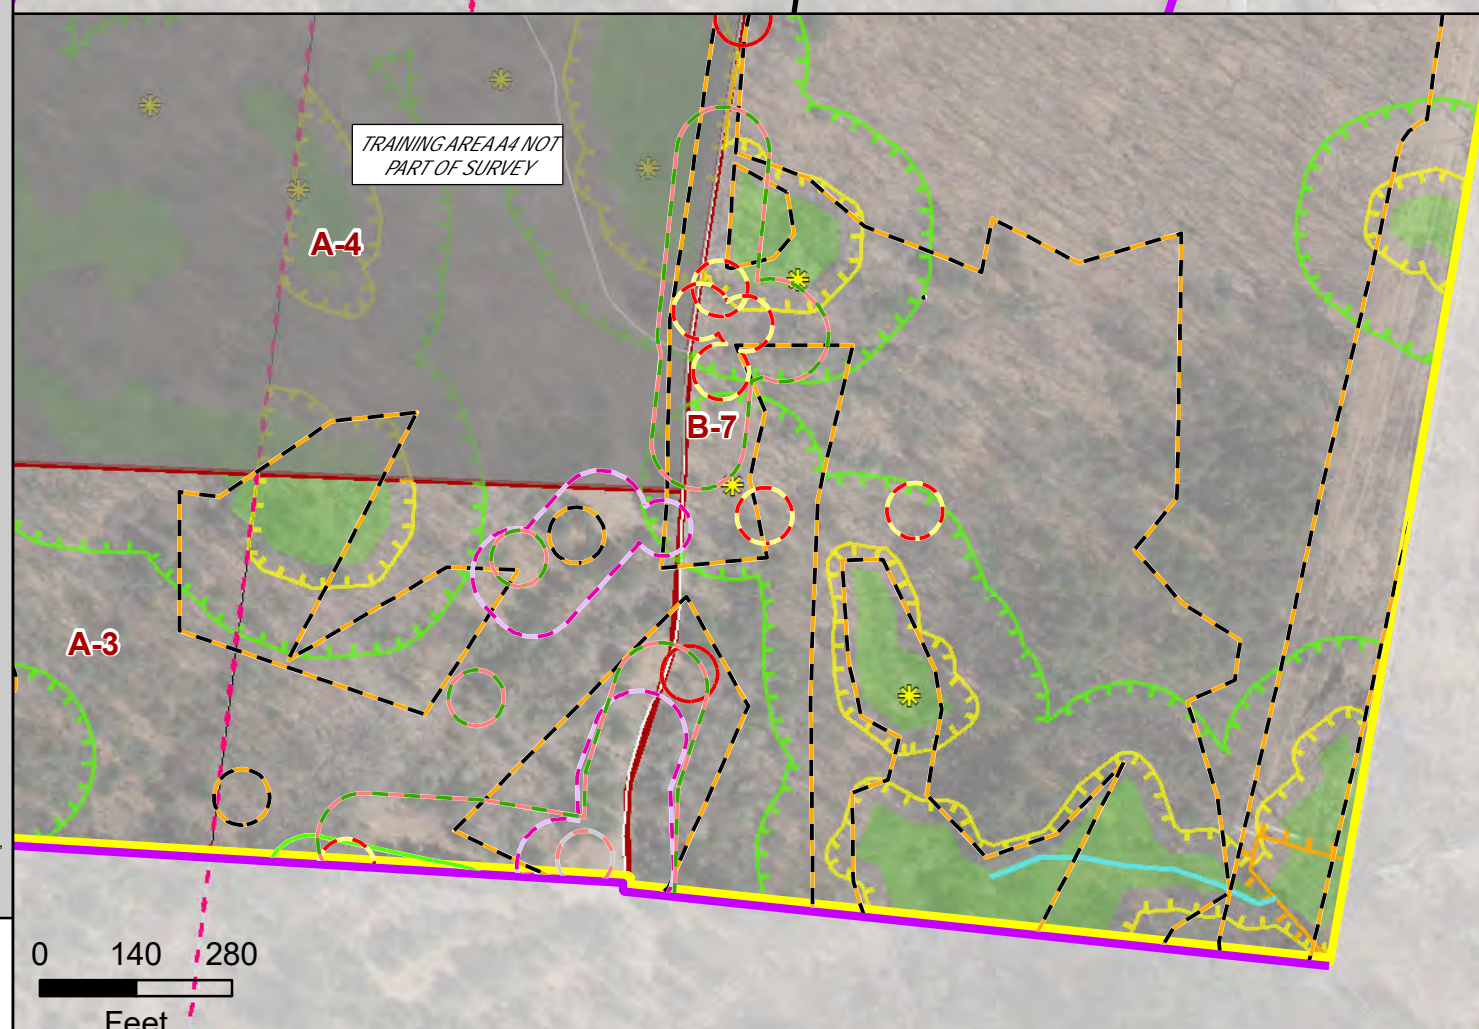 TRAINING AREA A4 NOT
PART OF SURVEY
A-4
B-7
A-3
0 140 280
Feet